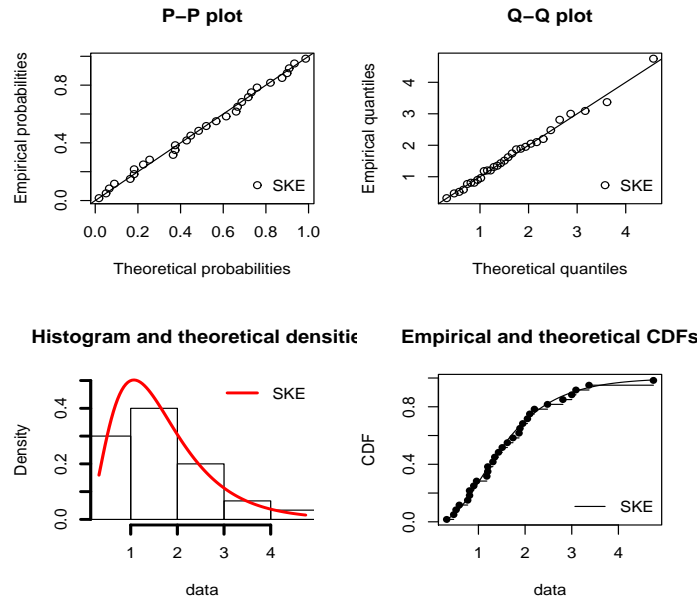 P−P plot
Empirical probabilities
0.0 0.4 0.8
SKE
0.0 0.2 0.4 0.6 0.8 1.0
Theoretical probabilities
Q−Q plot
Empirical quantiles
1 2 3 4
SKE
1 2 3 4
Theoretical quantiles
Histogram and theoretical densitie
Density
0.0 0.2 0.4
SKE
1 2 3 4
data
Empirical and theoretical CDFs
CDF
0.0 0.4 0.8
SKE
1 2 3 4
data